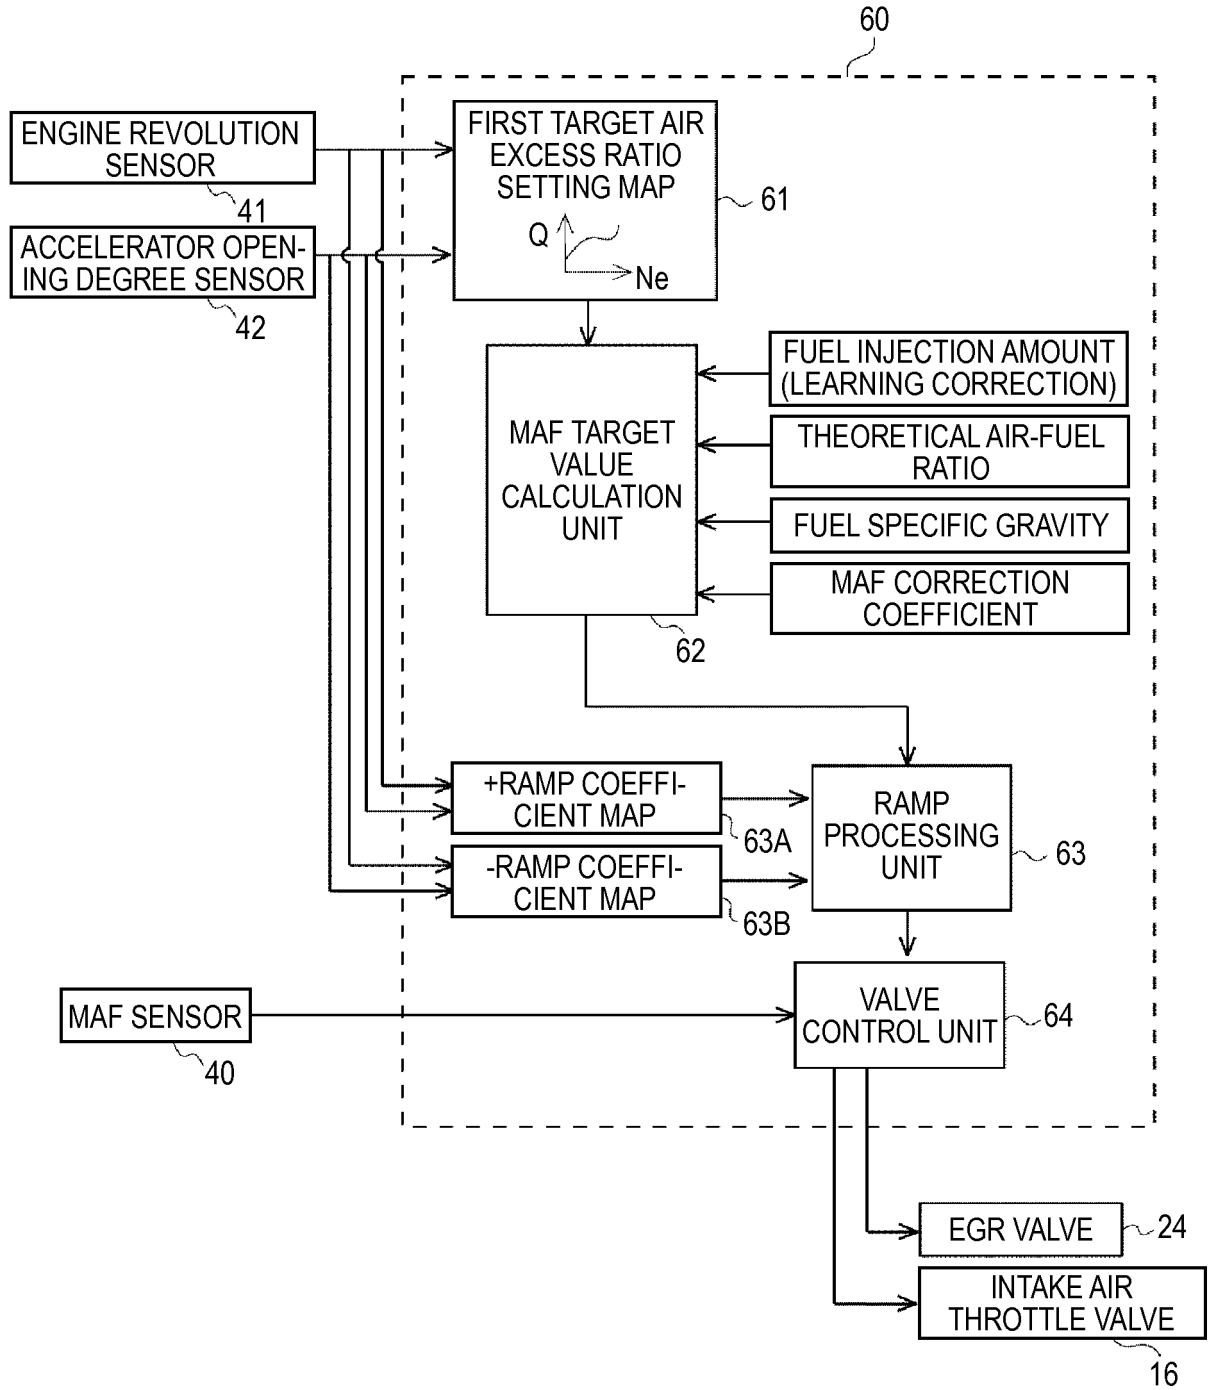 60
ENGINE REVOLUTION
SENSOR
41
ACCELERATOR OPEN-
ING DEGREE SENSOR
42
FIRST TARGET AIR
EXCESS RATIO
SETTING MAP
Q
Ne
61
MAF TARGET
VALUE
CALCULATION
UNIT
62
FUEL INJECTION AMOUNT
(LEARNING CORRECTION)
THEORETICAL AIR-FUEL
RATIO
FUEL SPECIFIC GRAVITY
MAF CORRECTION
COEFFICIENT
+RAMP COEFFI-
CIENT MAP
63A
-RAMP COEFFI-
CIENT MAP
63B
RAMP
PROCESSING
UNIT
63
MAF SENSOR
40
VALVE
CONTROL UNIT
64
EGR VALVE
24
INTAKE AIR
THROTTLE VALVE
16